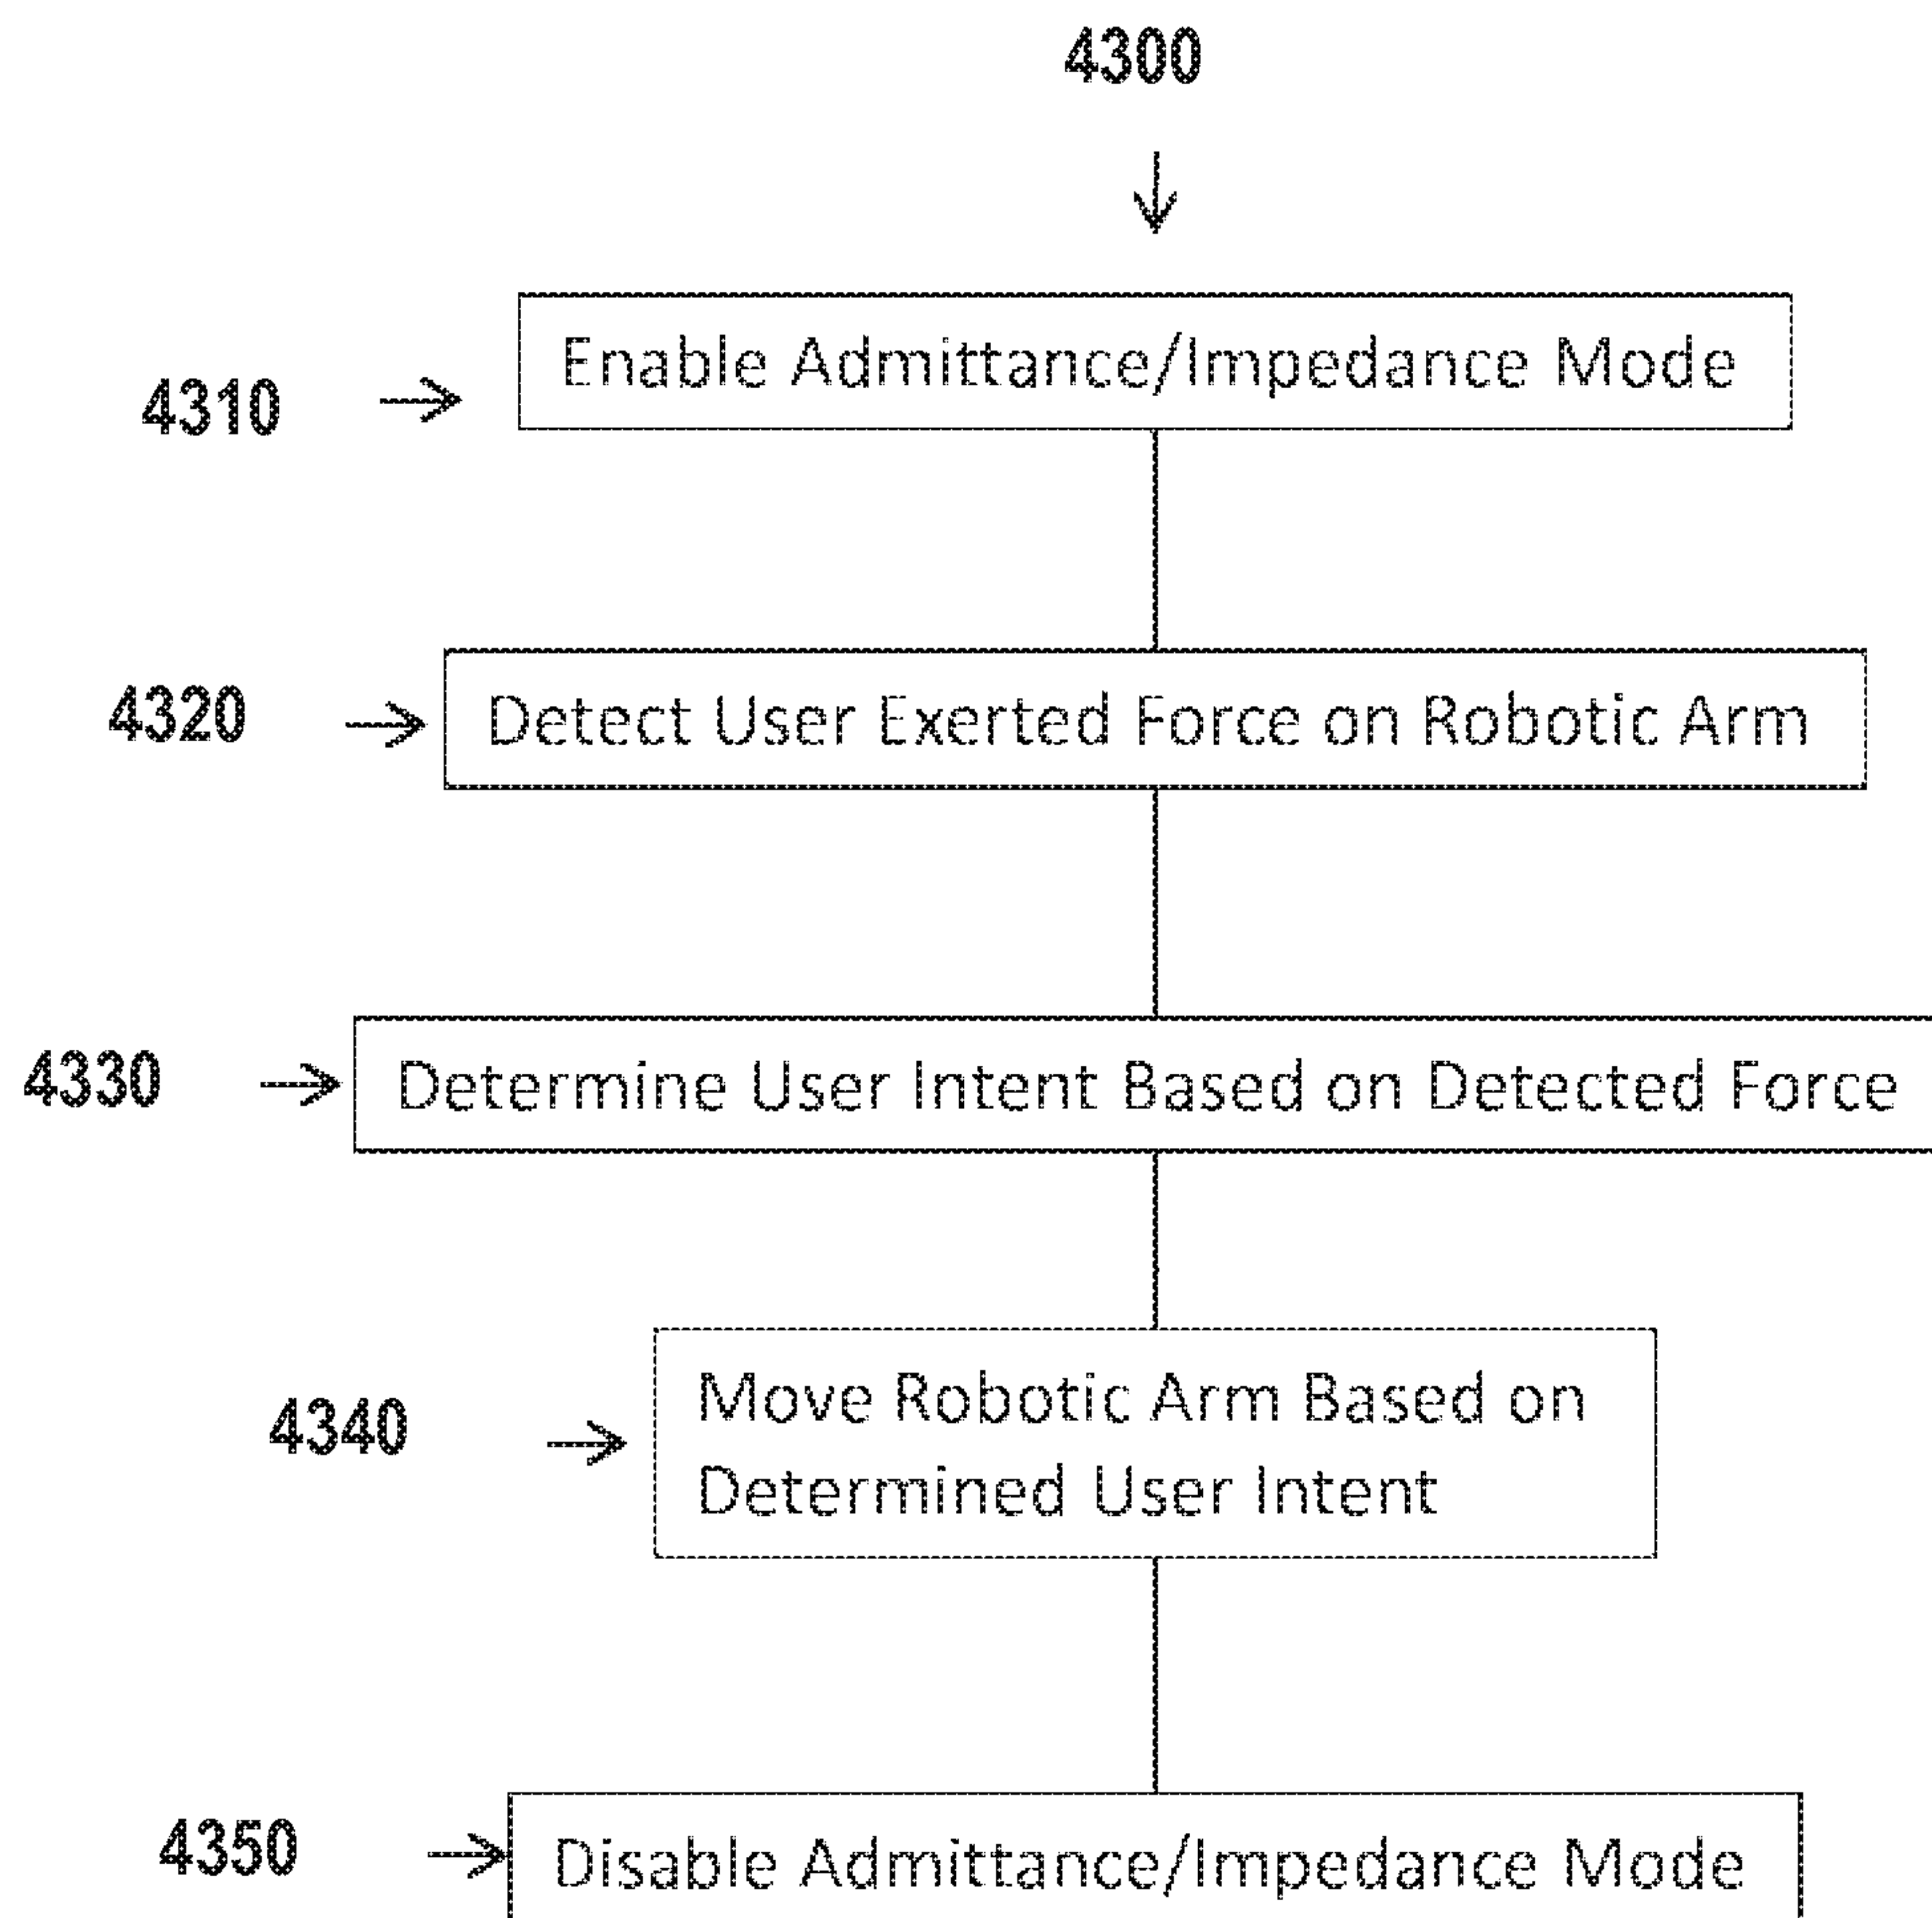 4300
4310
Enable Admittance/Impedance Mode
4320
Detect User Exerted Force on Robotic Arm
4330
Determine User Intent Based on Detected Force
4340
Move Robotic Arm Based on
Determined User Intent
4350
Disable Admittance/Impedance Mode